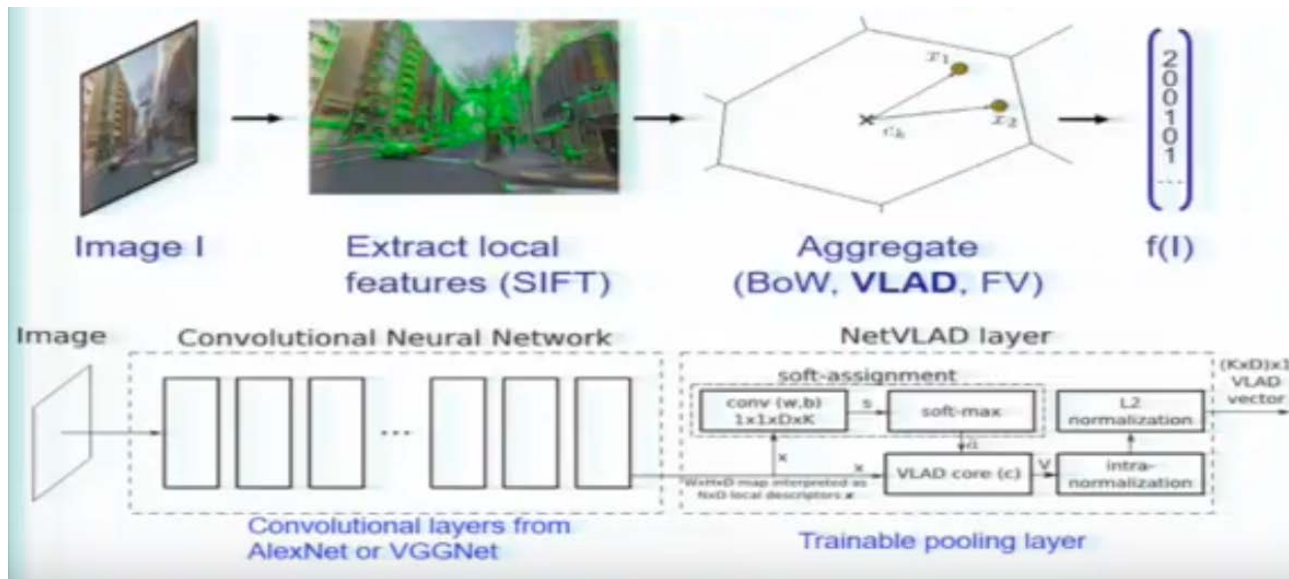 x1
x2
ck
2
0
0
1
0
1
...
Image I
Extract local
features (SIFT)
Aggregate
(BoW, VLAD, FV)
f(I)
Image
Convolutional Neural Network
...
Convolutional layers from
AlexNet or VGGNet
NetVLAD layer
soft-assignment
conv (w,b)
1x1xDxK
s
soft-max
a
x
x
WxHxD map interpreted as
NxD local descriptors x
VLAD core (c)
V
intra-
normalization
L2
normalization
(KxD)x1
VLAD
vector
Trainable pooling layer